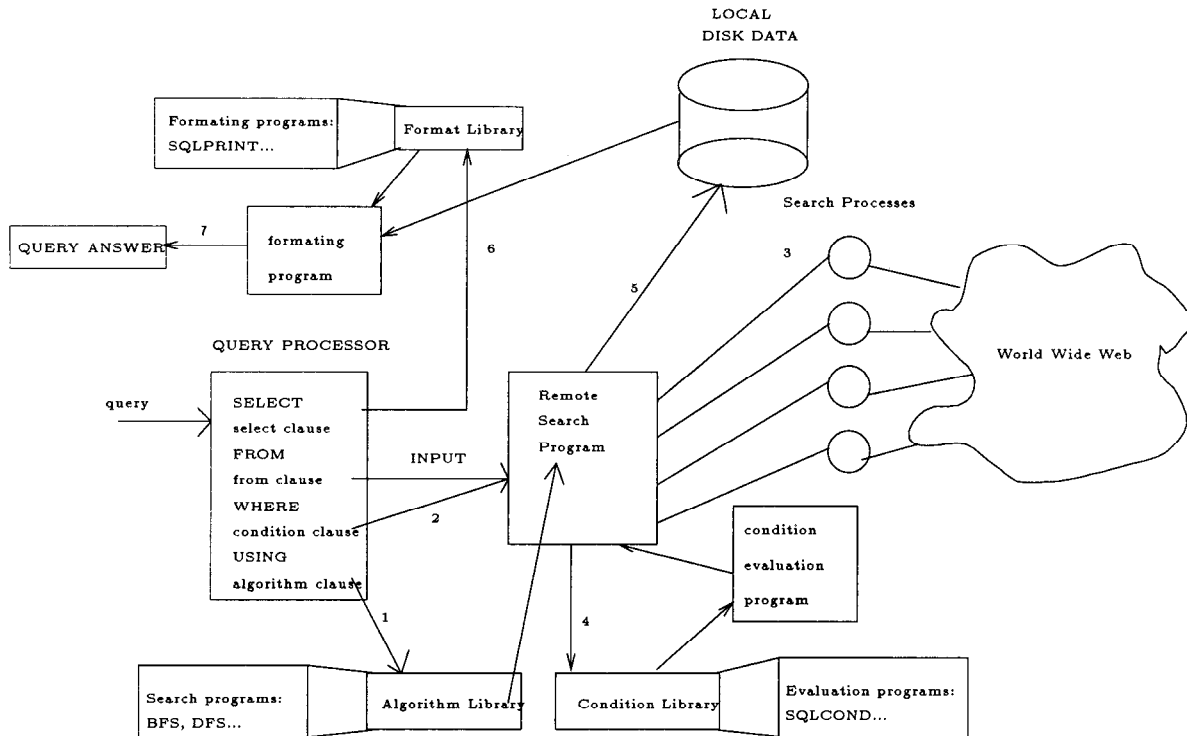 LOCAL
DISK DATA
Formating programs:
SQLPRINT...
Format Library
Search Processes
7
QUERY ANSWER
formating
program
6
3
5
World Wide Web
QUERY PROCESSOR
query
SELECT
select clause
FROM
from clause
WHERE
condition clause
USING
algorithm clause
INPUT
2
Remote
Search
Program
condition
evaluation
program
1
4
Search programs:
BFS, DFS...
Algorithm Library
Condition Library
Evaluation programs:
SQLCOND...